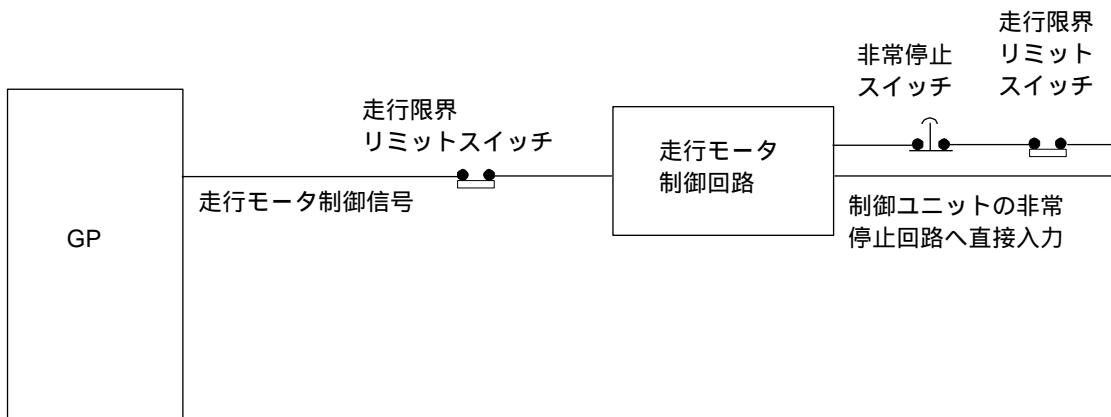 走行限界
リミット
スイッチ
非常停止
スイッチ
走行限界
リミットスイッチ
走行モータ
制御回路
走行モータ制御信号
制御ユニットの非常
停止回路へ直接入力
GP